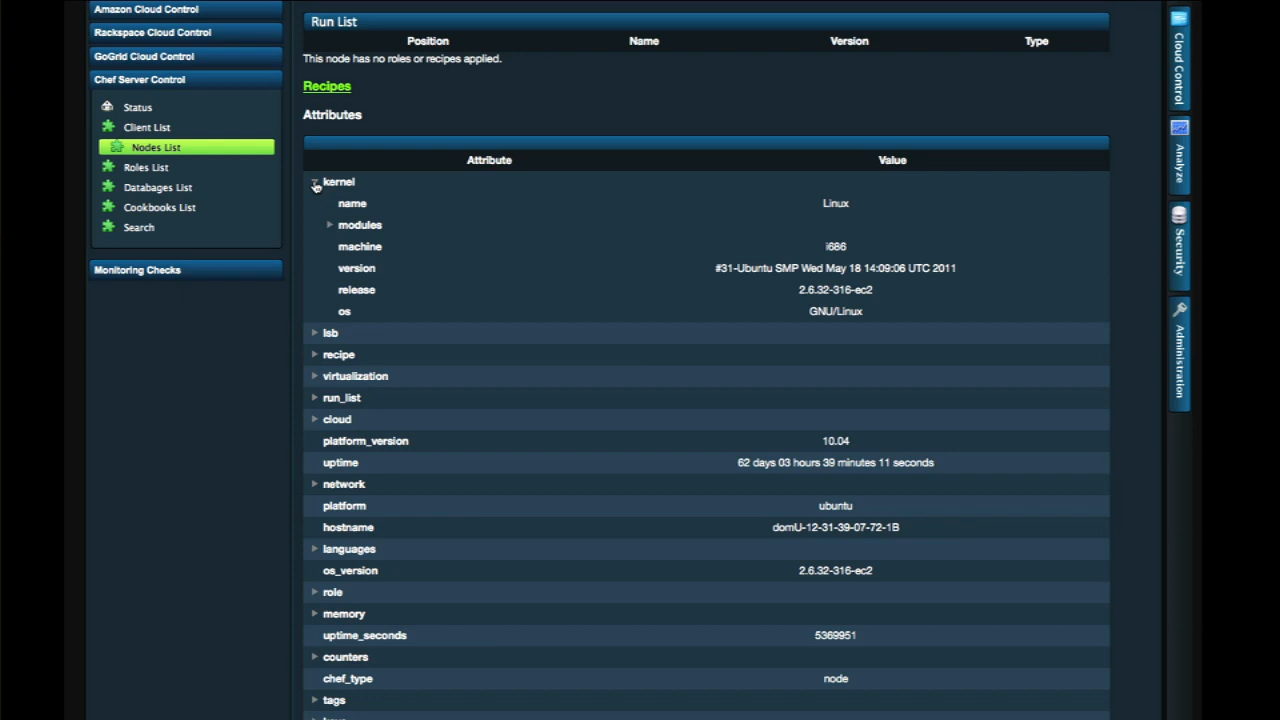 Amazon Cloud Control
Rackspace Cloud Control
GoGrid Cloud Control
Chef Server Control
Status
Client List
Nodes List
Roles List
Databages List
Cookbooks List
Search
Monitoring Checks
Run List
Position Name Version Type
This node has no roles or recipes applied.
Recipes
Attributes
Attribute Value
kernel
name Linux
modules
machine i686
version #31-Ubuntu SMP Wed May 18 14:09:06 UTC 2011
release 2.6.32-316-ec2
os GNU/Linux
lsb
recipe
virtualization
run_list
cloud
platform_version 10.04
uptime 62 days 03 hours 39 minutes 11 seconds
network
platform ubuntu
hostname domU-12-31-39-07-72-1B
languages
os_version 2.6.32-316-ec2
role
memory
uptime_seconds 5369951
counters
chef_type node
tags
Cloud Control
Analyze
Security
Administration